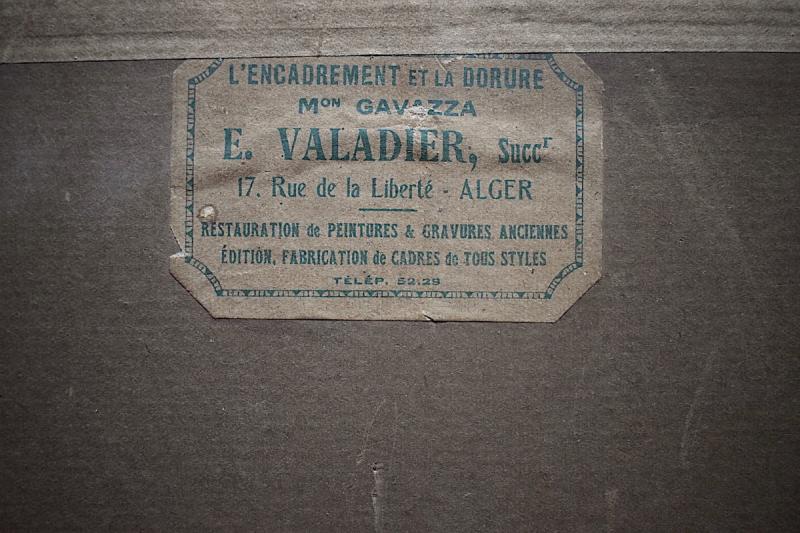 L'ENCADREMENT ET LA DORURE
Mᴼᴺ GAVAZZA
E. VALADIER, Succʳ
17, Rue de la Liberté - ALGER
RESTAURATION de PEINTURES & GRAVURES ANCIENNES
ÉDITION, FABRICATION de CADRES de TOUS STYLES
TÉLÉP. 52.28